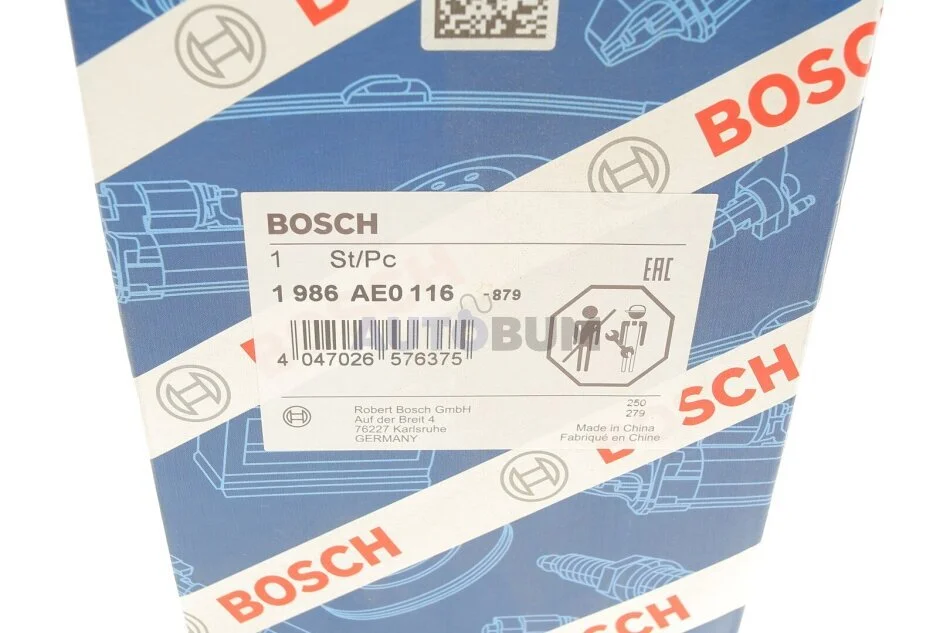 BOSCH
BOSCH
1 St/Pc
EAC
1 986 AE0 116 -879
AUTOBUM
4 047026 576375
BOSCH
Robert Bosch GmbH
Auf der Breit 4
76227 Karlsruhe
GERMANY
250
279
Made in China
Fabriqué en Chine
BOSCH
BOSCH